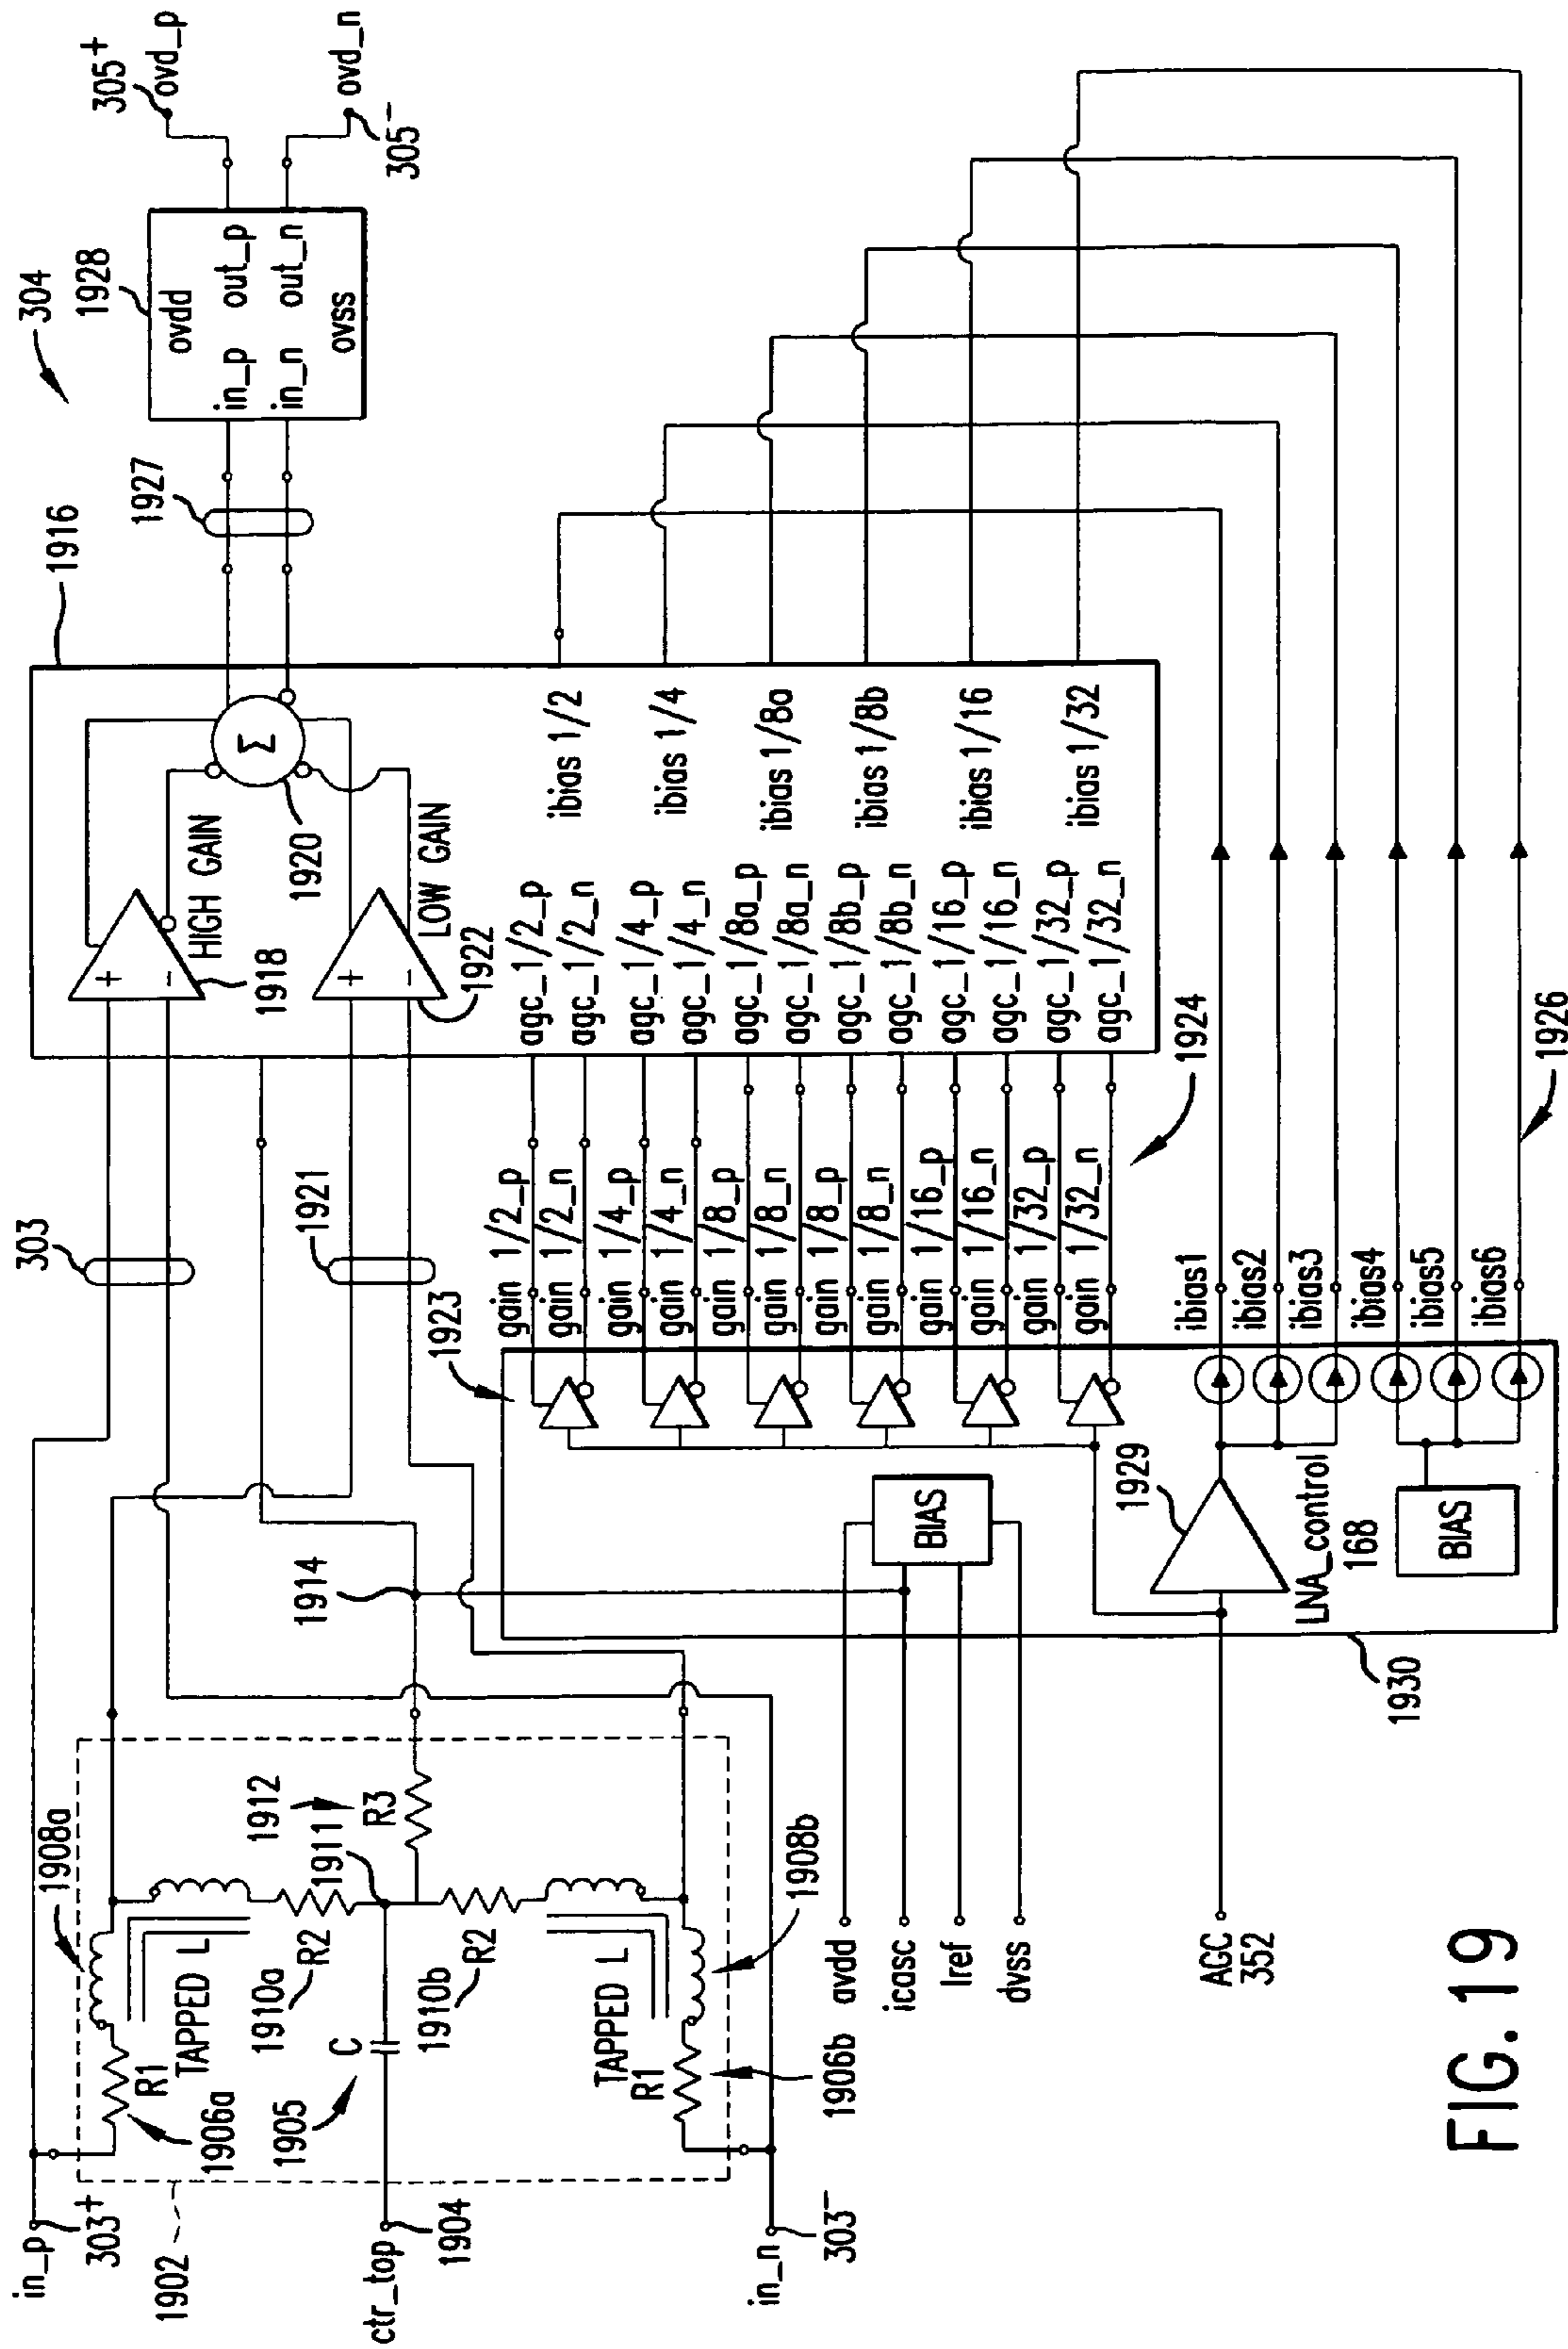 304
305+
ovd_p
ovd_n
305-
1928
ovdd
in_p out_p
in_n out_n
ovss
1927
1916
HIGH GAIN
1918
+
-
Σ
1920
LOW GAIN
1922
+
-
303
1921
in_p
303+
1902
ctr_top
1904
in_n
303-
R1
1906a
1908a
TAPPED L
1910a
R2
1905
C
1911
1912
R3
1910b
R2
TAPPED L
R1
1906b
1908b
1914
1923
gain 1/2_p
gain 1/2_n
gain 1/4_p
gain 1/4_n
gain 1/8_p
gain 1/8_n
gain 1/8_p
gain 1/8_n
gain 1/16_p
gain 1/16_n
gain 1/32_p
gain 1/32_n
1924
agc_1/2_p
agc_1/2_n
agc_1/4_p
agc_1/4_n
agc_1/8a_p
agc_1/8a_n
agc_1/8b_p
agc_1/8b_n
agc_1/16_p
agc_1/16_n
agc_1/32_p
agc_1/32_n
ibias 1/2
ibias 1/4
ibias 1/8a
ibias 1/8b
ibias 1/16
ibias 1/32
avdd
icasc
Iref
dvss
BIAS
AGC
352
1929
LNA_control
168
BIAS
1930
ibias1
ibias2
ibias3
ibias4
ibias5
ibias6
1926
FIG. 19